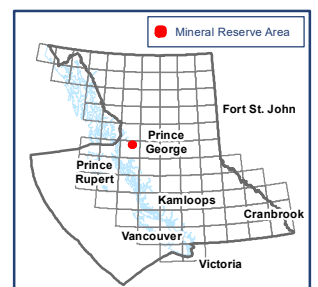 Mineral Reserve Area
Fort St. John
Prince
George
Prince
Rupert
Kamloops
Cranbrook
Vancouver
Victoria